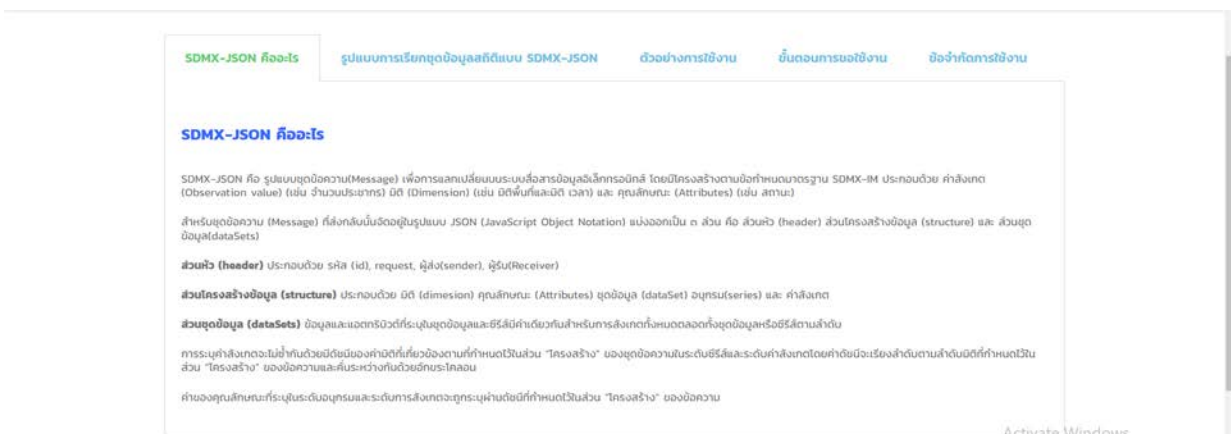 SDMX-JSON คืออะไร
รูปแบบการเรียกชุดข้อมูลสถิติแบบ SDMX-JSON
ตัวอย่างการใช้งาน
ขั้นตอนการขอใช้งาน
ข้อจำกัดการใช้งาน
SDMX-JSON คืออะไร
SDMX-JSON คือ รูปแบบชุดข้อความ(Message) เพื่อการแลกเปลี่ยนบนระบบสื่อสารข้อมูลอิเล็กทรอนิกส์ โดยมีโครงสร้างตามข้อกำหนดมาตรฐาน SDMX-IM ประกอบด้วย ค่าสังเกต
(Observation value) (เช่น จำนวนประชากร) มิติ (Dimension) (เช่น มิติพื้นที่และมิติ เวลา) และ คุณลักษณะ (Attributes) (เช่น สถานะ)
สำหรับชุดข้อความ (Message) ที่ส่งกลับนั้นจัดอยู่ในรูปแบบ JSON (JavaScript Object Notation) แบ่งออกเป็น ๓ ส่วน คือ ส่วนหัว (header) ส่วนโครงสร้างข้อมูล (structure) และ ส่วนชุด
ข้อมูล(dataSets)
ส่วนหัว (header) ประกอบด้วย รหัส (id), request, ผู้ส่ง(sender), ผู้รับ(Receiver)
ส่วนโครงสร้างข้อมูล (structure) ประกอบด้วย มิติ (dimesion) คุณลักษณะ (Attributes) ชุดข้อมูล (dataSet) อนุกรม(series) และ ค่าสังเกต
ส่วนชุดข้อมูล (dataSets) ข้อมูลและแอตทริบิวต์ที่ระบุในชุดข้อมูลและซีรีส์มีค่าเดียวกันสำหรับการสังเกตทั้งหมดตลอดทั้งชุดข้อมูลหรือซีรีส์ตามลำดับ
การระบุค่าสังเกตจะไม่ซ้ำกันด้วยมีดัชนีของค่ามิติที่เกี่ยวข้องตามที่กำหนดไว้ในส่วน "โครงสร้าง" ของชุดข้อความในระดับซีรีส์และระดับค่าสังเกตโดยค่าดัชนีจะเรียงลำดับตามลำดับมิติที่กำหนดไว้ใน
ส่วน "โครงสร้าง" ของข้อความและคั่นระหว่างกันด้วยอักขระโคลอน
ค่าของคุณลักษณะที่ระบุในระดับอนุกรมและระดับการสังเกตจะถูกระบุผ่านดัชนีที่กำหนดไว้ในส่วน "โครงสร้าง" ของข้อความ
Activate Windows